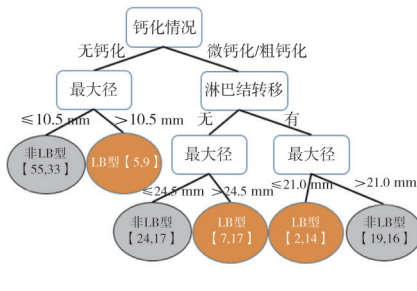 钙化情况
无钙化
微钙化/粗钙化
最大径
淋巴结转移
≤10.5 mm
>10.5 mm
无
有
非LB型
【55,33】
LB型【5,9】
最大径
最大径
≤24.5 mm
>24.5 mm
≤21.0 mm
>21.0 mm
非LB型
【24,17】
LB型
【7,17】
LB型
【2,14】
非LB型
【19,16】